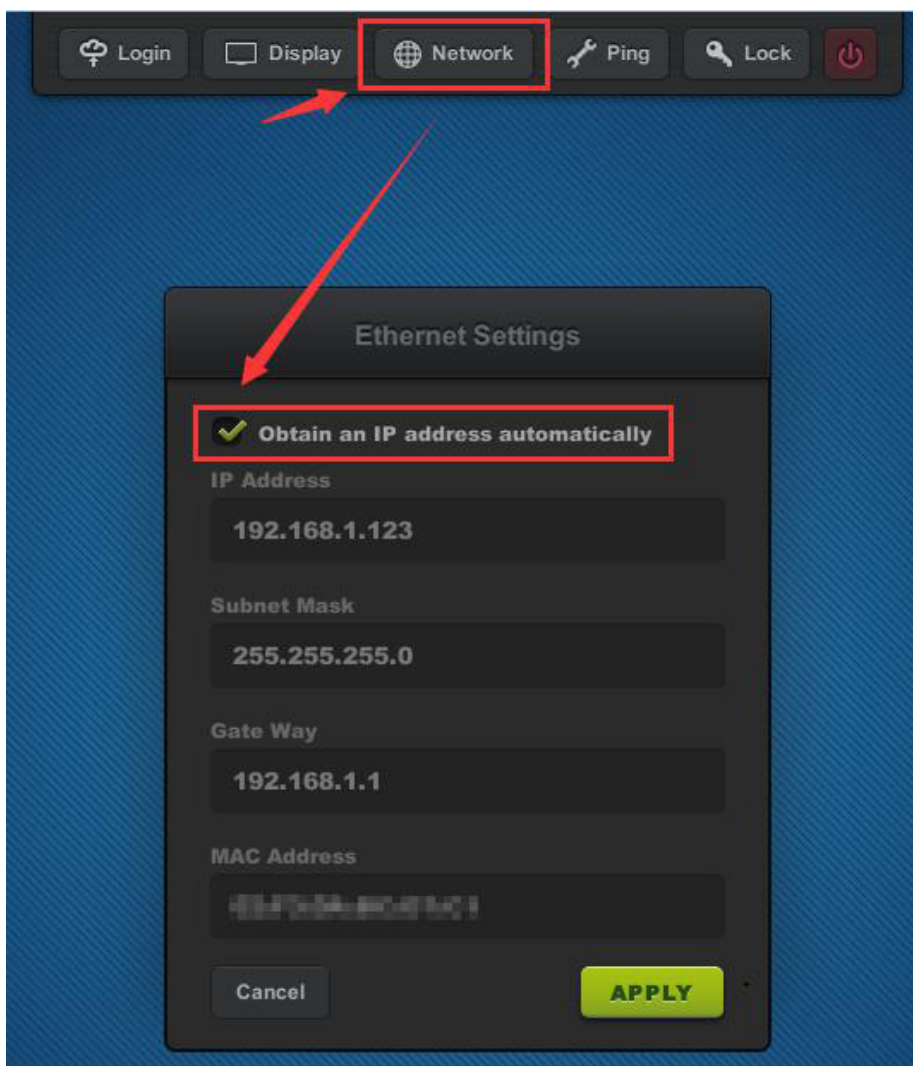 Login Display Network Ping Lock
Ethernet Settings
Obtain an IP address automatically
IP Address
192.168.1.123
Subnet Mask
255.255.255.0
Gate Way
192.168.1.1
MAC Address
Cancel APPLY